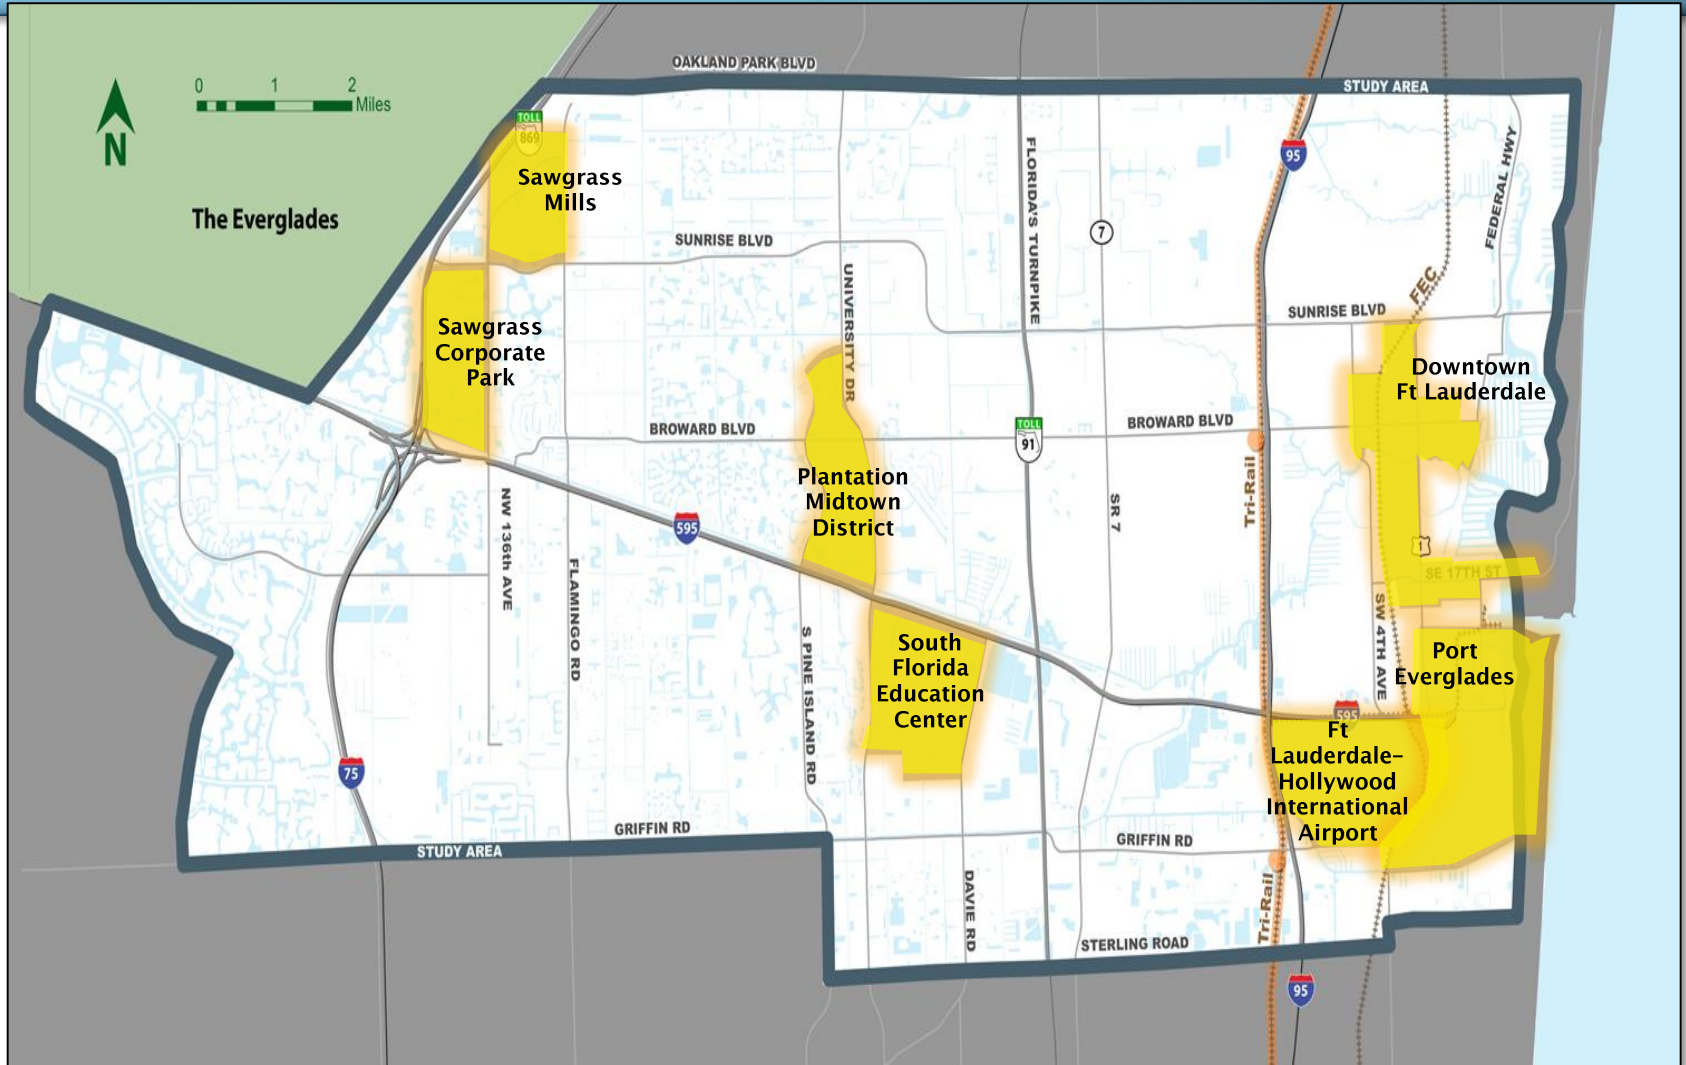 OAKLAND PARK BLVD
STUDY AREA
0 1 2
Miles
N
TOLL
869
95
FLORIDA'S TURNPIKE
FEDERAL HWY
Sawgrass
Mills
The Everglades
7
SUNRISE BLVD
UNIVERSITY DR
FEC
SUNRISE BLVD
Sawgrass
Corporate
Park
Downtown
Ft Lauderdale
BROWARD BLVD
TOLL
91
BROWARD BLVD
Tri-Rail
Plantation
Midtown
District
NW 136th AVE
595
SR 7
1
SE 17TH ST
FLAMINGO RD
S PINE ISLAND RD
South
Florida
Education
Center
SW 4TH AVE
Port
Everglades
595
Ft
Lauderdale-
Hollywood
International
Airport
75
GRIFFIN RD
GRIFFIN RD
STUDY AREA
DAVIE RD
Tri-Rail
STERLING ROAD
95